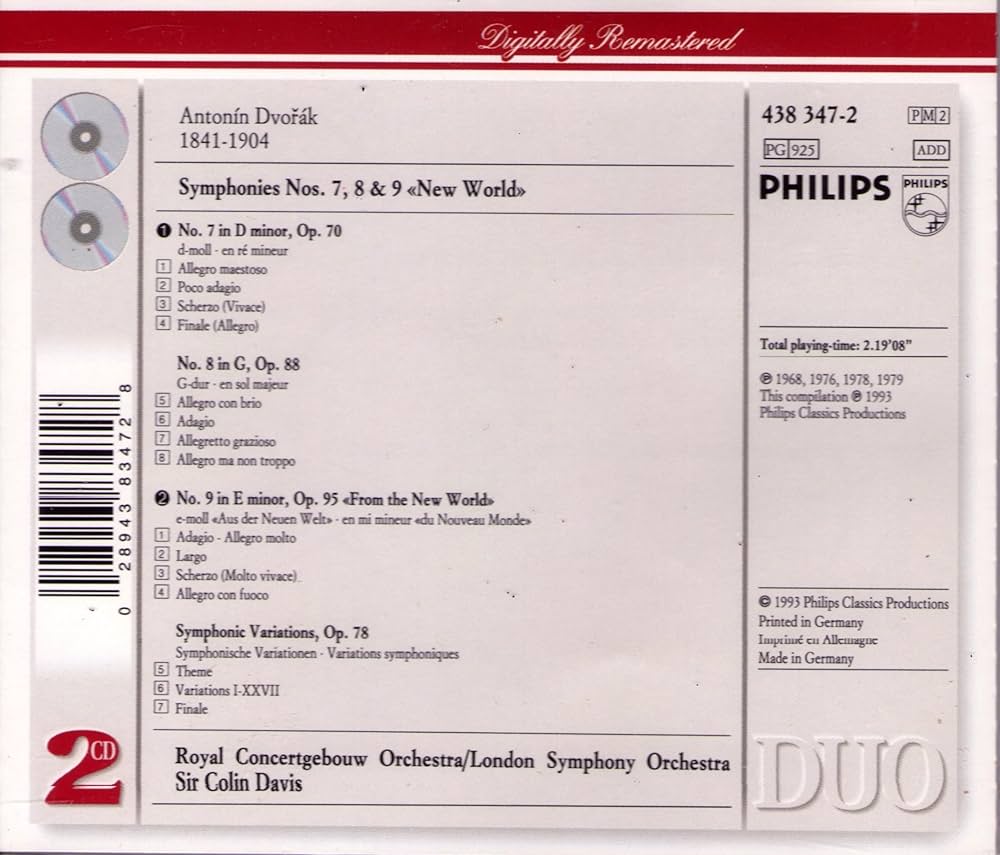 Digitally Remastered
Antonín Dvořák
1841-1904
Symphonies Nos. 7, 8 & 9 «New World»
❶ No. 7 in D minor, Op. 70
d-moll · en ré mineur
1 Allegro maestoso
2 Poco adagio
3 Scherzo (Vivace)
4 Finale (Allegro)
No. 8 in G, Op. 88
G-dur · en sol majeur
5 Allegro con brio
6 Adagio
7 Allegretto grazioso
8 Allegro ma non troppo
❷ No. 9 in E minor, Op. 95 «From the New World»
e-moll «Aus der Neuen Welt» · en mi mineur «du Nouveau Monde»
1 Adagio - Allegro molto
2 Largo
3 Scherzo (Molto vivace)
4 Allegro con fuoco
Symphonic Variations, Op. 78
Symphonische Variationen · Variations symphoniques
5 Theme
6 Variations I-XXVII
7 Finale
Royal Concertgebouw Orchestra/London Symphony Orchestra
Sir Colin Davis
438 347-2
PM2
PG 925
ADD
PHILIPS
PHILIPS
Total playing-time: 2.19'08"
℗ 1968, 1976, 1978, 1979
This compilation ℗ 1993
Philips Classics Productions
© 1993 Philips Classics Productions
Printed in Germany
Imprimé en Allemagne
Made in Germany
DUO
0 28943 83472 8
2 CD